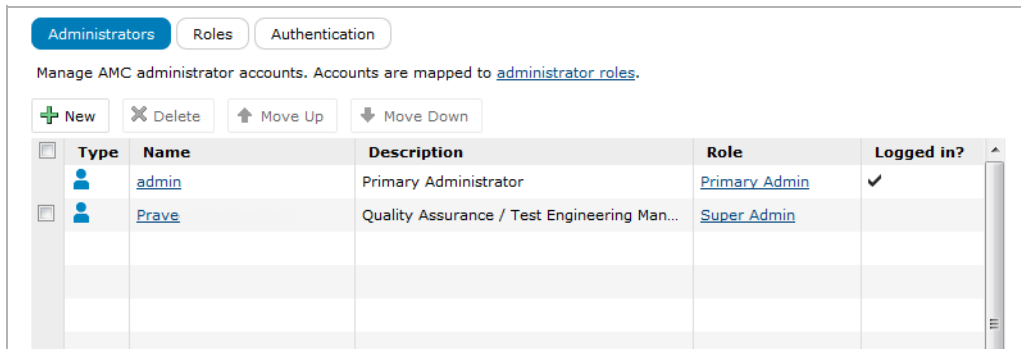 Administrators Roles Authentication
Manage AMC administrator accounts. Accounts are mapped to administrator roles.
New Delete Move Up Move Down
Type Name Description Role Logged in?
admin Primary Administrator Primary Admin
Prave Quality Assurance / Test Engineering Man... Super Admin